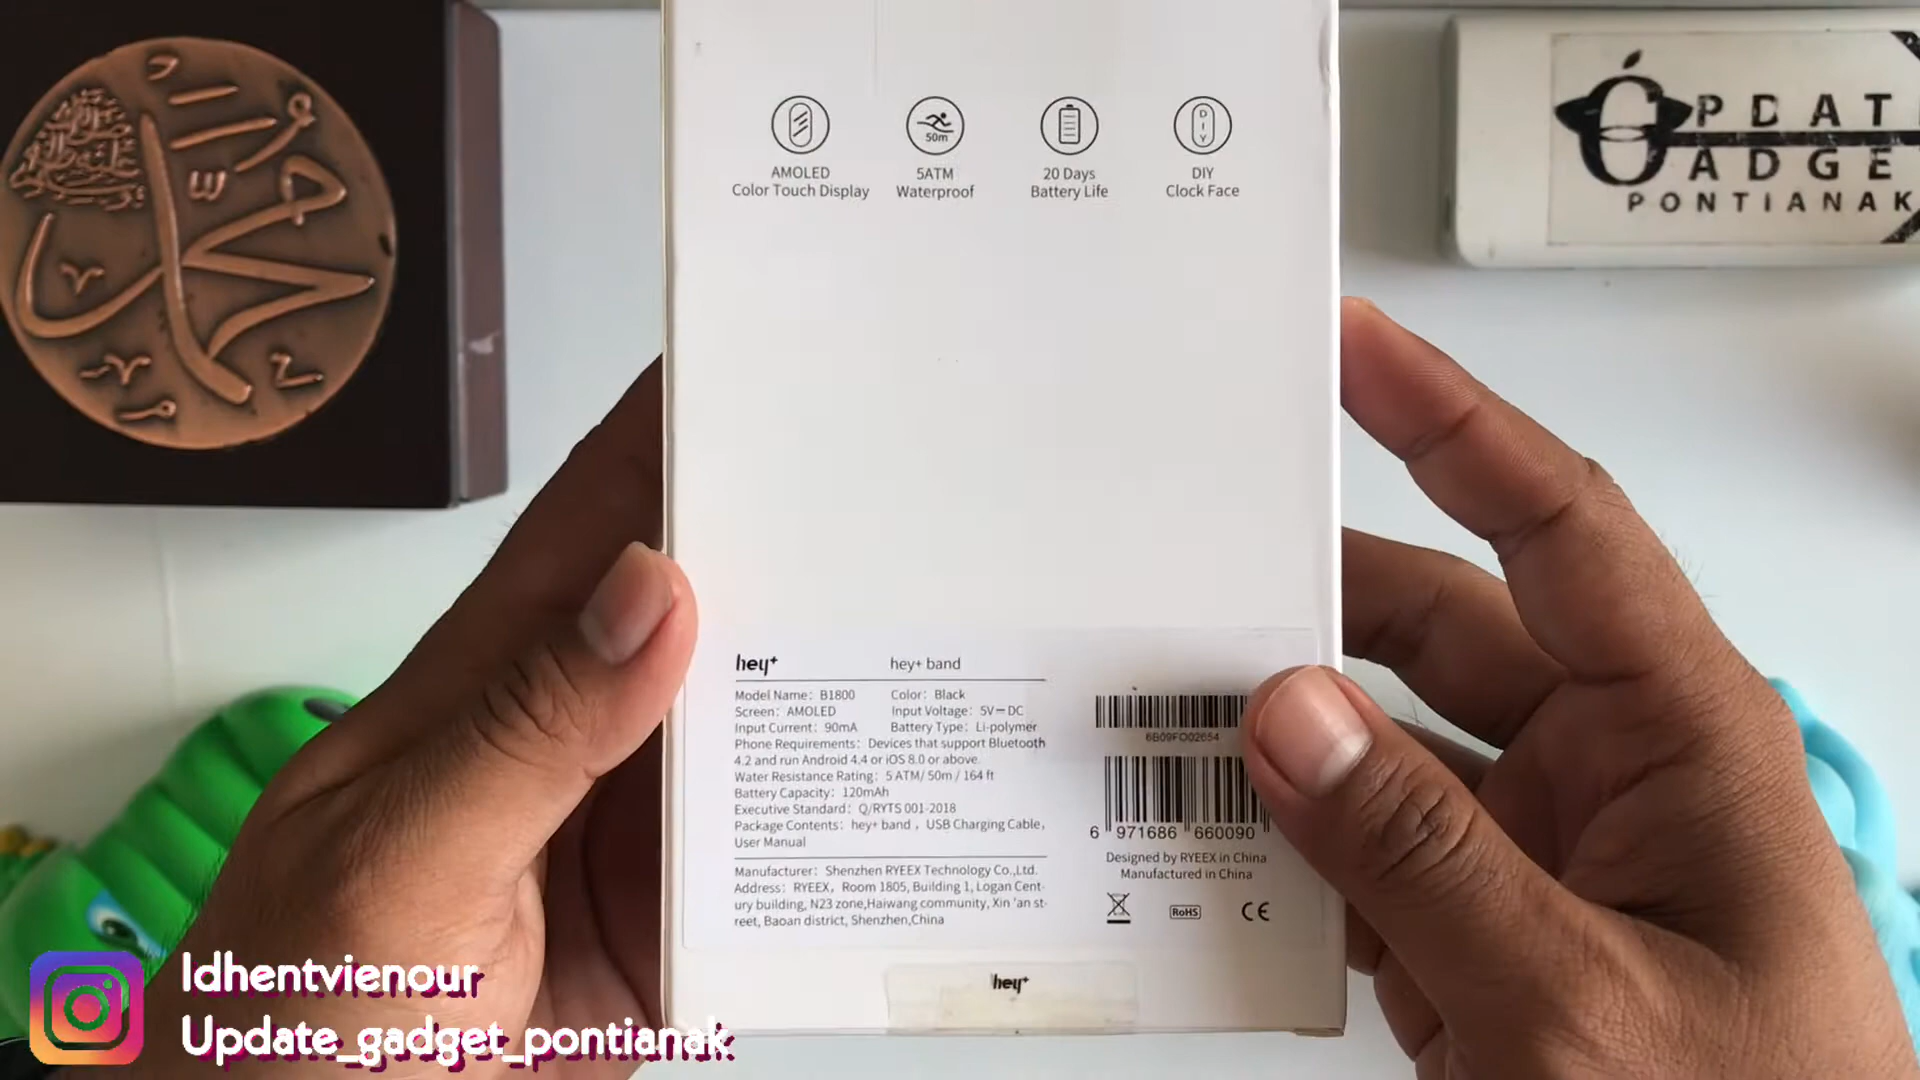 محمد
UPDAT
GADGE
PONTIANAK
50m
DIY
AMOLED
Color Touch Display
5ATM
Waterproof
20 Days
Battery Life
DIY
Clock Face
hey+
hey+ band
Model Name: B1800
Color: Black
Screen: AMOLED
Input Voltage: 5V⎓DC
Input Current: 90mA
Battery Type: Li-polymer
Phone Requirements: Devices that support Bluetooth
4.2 and run Android 4.4 or iOS 8.0 or above.
Water Resistance Rating: 5 ATM/ 50m / 164 ft
Battery Capacity: 120mAh
Executive Standard: Q/RYTS 001-2018
Package Contents: hey+ band , USB Charging Cable,
User Manual
Manufacturer: Shenzhen RYEEX Technology Co.,Ltd.
Address: RYEEX, Room 1805, Building 1, Logan Cent-
ury building, N23 zone,Haiwang community, Xin 'an st-
reet, Baoan district, Shenzhen,China
6B09FO02654
6 971686 660090
Designed by RYEEX in China
Manufactured in China
RoHS
CE
hey+
ldhentvienour
Update_gadget_pontianak